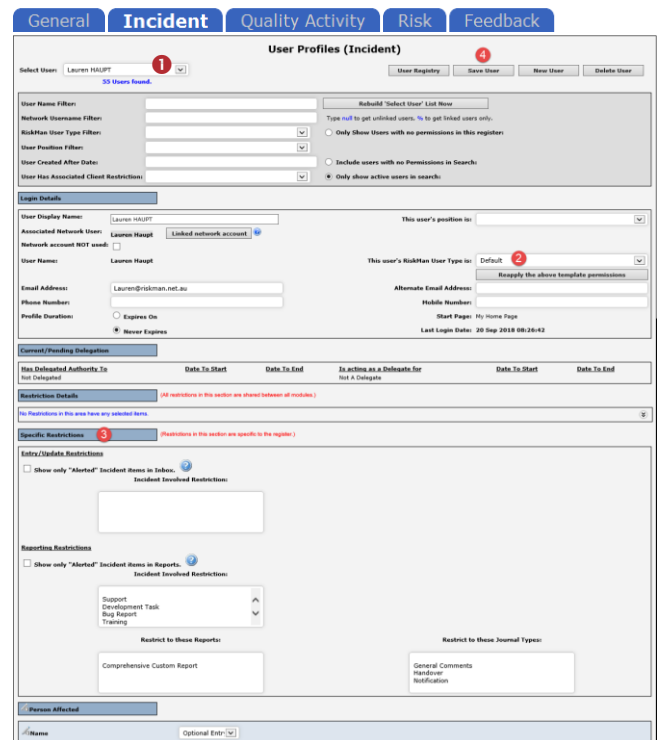 General Incident Quality Activity Risk Feedback
User Profiles (Incident)
Select User: Lauren HAUPT 1 4
User Registry Save User New User Delete User
55 Users found.
User Name Filter: Rebuild 'Select User' List Now
Network Username Filter: Type null to get unlinked users, % to get linked users only.
RiskMan User Type Filter: Only Show Users with no permissions in this register:
User Position Filter:
User Created After Date: Include users with no Permissions in Search:
User Has Associated Client Restriction: Only show active users in search:
Login Details
User Display Name: Lauren HAUPT This user's position is:
Associated Network User: Lauren Haupt Linked network account
Network account NOT used:
User Name: Lauren Haupt This user's RiskMan User Type is: Default 2
Reapply the above template permissions
Email Address: Lauren@riskman.net.au Alternate Email Address:
Phone Number: Mobile Number:
Profile Duration: Expires On Start Page: My Home Page
Never Expires Last Login Date: 20 Sep 2018 08:26:42
Current/Pending Delegation
Has Delegated Authority To Date To Start Date To End Is acting as a Delegate for Date To Start Date To End
Not Delegated Not A Delegate
Restriction Details (All restrictions in this section are shared between all modules.)
No Restrictions in this area have any selected items.
Specific Restrictions 3 (Restrictions in this section are specific to the register.)
Entry/Update Restrictions
Show only "Alerted" Incident items in Inbox. ?
Incident Involved Restriction:
Reporting Restrictions
Show only "Alerted" Incident items in Reports. ?
Incident Involved Restriction:
Support
Development Task
Bug Report
Training
Restrict to these Reports: Restrict to these Journal Types:
Comprehensive Custom Report General Comments
Handover
Notification
Person Affected
Name Optional Entr